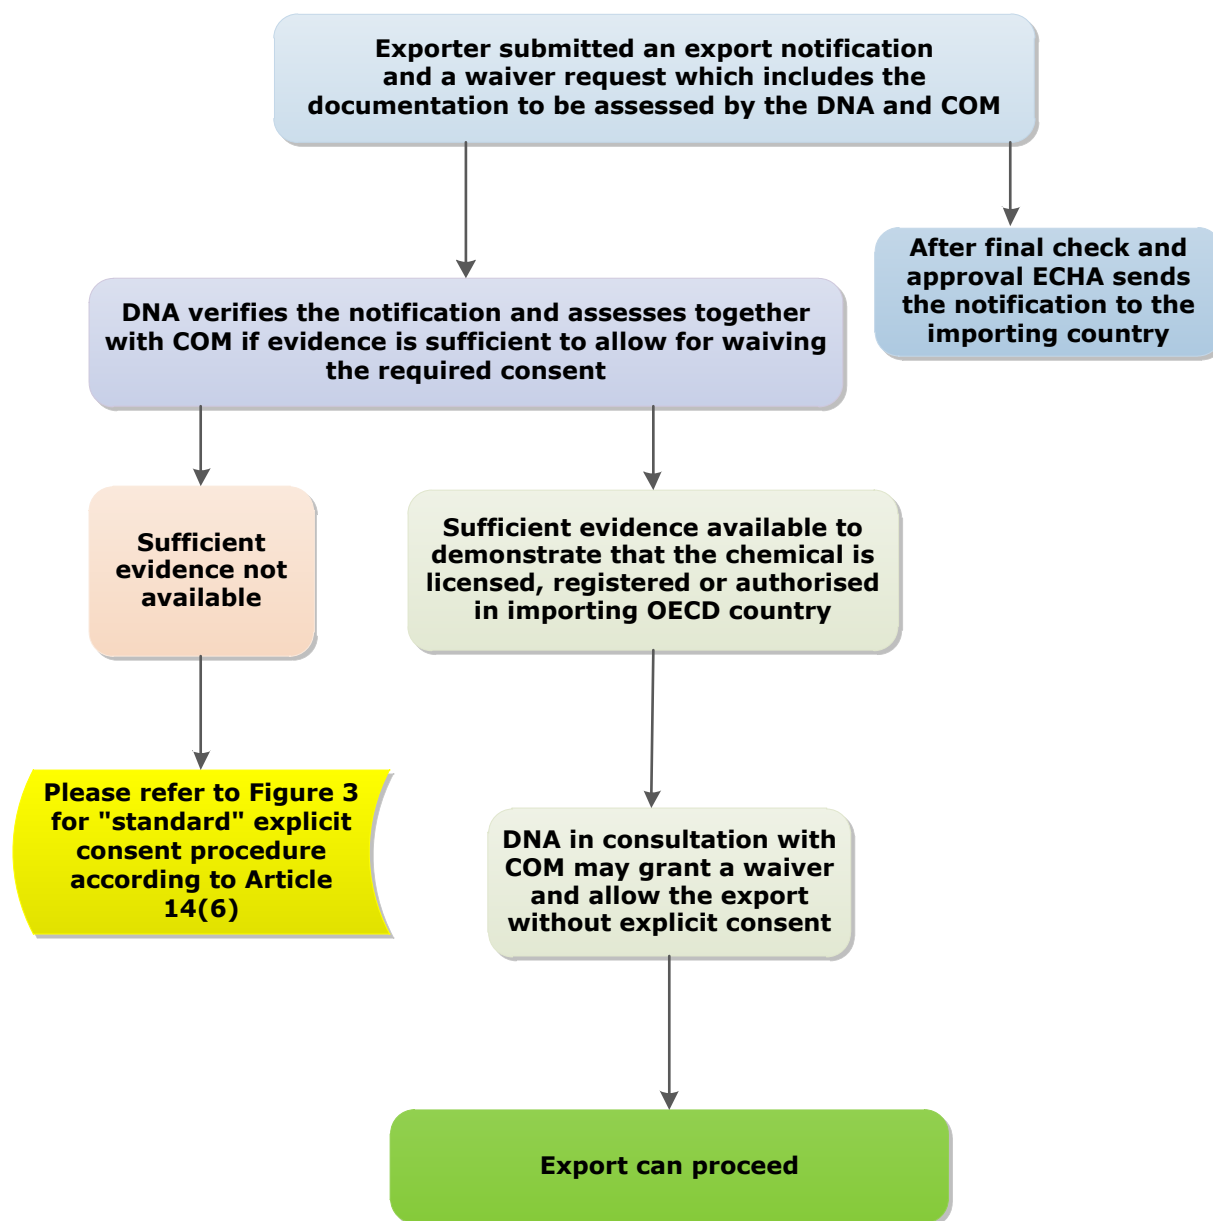 Exporter submitted an export notification
and a waiver request which includes the
documentation to be assessed by the DNA and COM
After final check and
approval ECHA sends
the notification to the
importing country
DNA verifies the notification and assesses together
with COM if evidence is sufficient to allow for waiving
the required consent
Sufficient
evidence not
available
Sufficient evidence available to
demonstrate that the chemical is
licensed, registered or authorised
in importing OECD country
Please refer to Figure 3
for "standard" explicit
consent procedure
according to Article
14(6)
DNA in consultation with
COM may grant a waiver
and allow the export
without explicit consent
Export can proceed